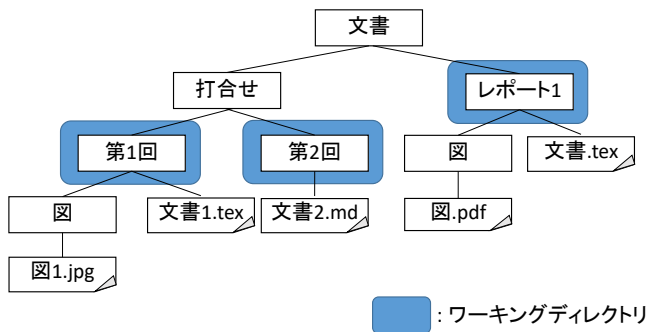 文書
打合せ
レポート1
第1回
第2回
図
文書.tex
図
文書1.tex
文書2.md
図.pdf
図1.jpg
: ワーキングディレクトリ